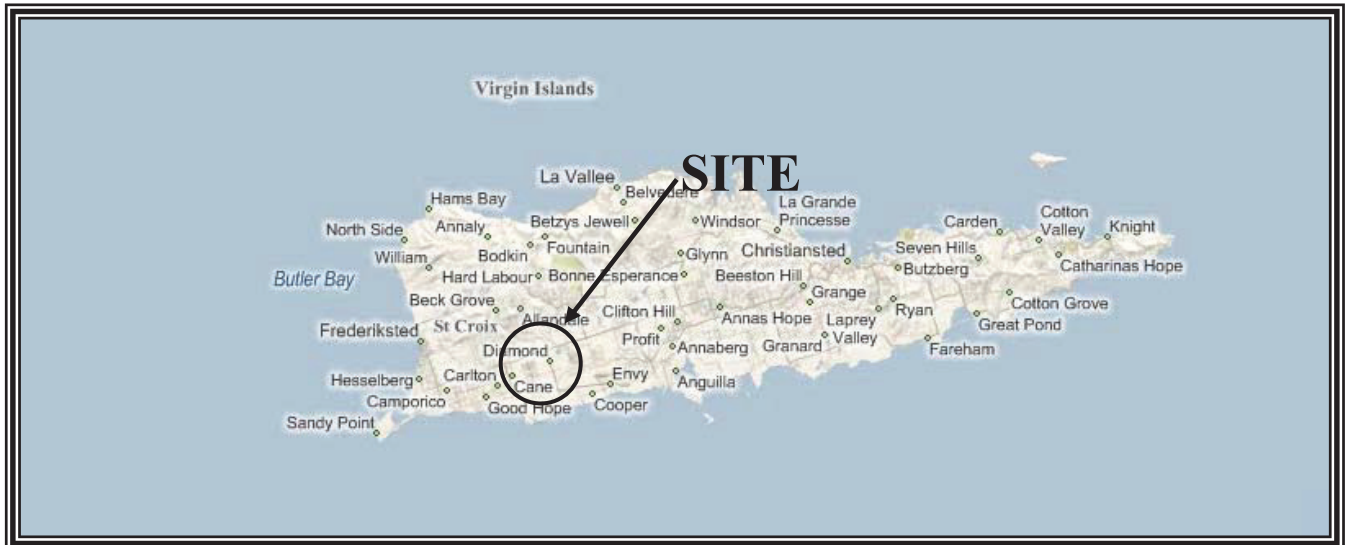 Virgin Islands
SITE
La Vallee
Belvedere
Hams Bay
La Grande
Princesse
North Side
Annaly
Betzys Jewell
Windsor
Carden
Cotton
Valley
Knight
William
Bodkin
Fountain
Glynn
Christiansted
Seven Hills
Butler Bay
Hard Labour
Bonne Esperance
Beeston Hill
Butzberg
Catharinas Hope
Beck Grove
Grange
Cotton Grove
Frederiksted
St Croix
Allandale
Clifton Hill
Annas Hope
Laprey
Valley
Ryan
Great Pond
Diamond
Profit
Annaberg
Granard
Fareham
Hesselberg
Carlton
Cane
Envy
Anguilla
Camporico
Good Hope
Cooper
Sandy Point